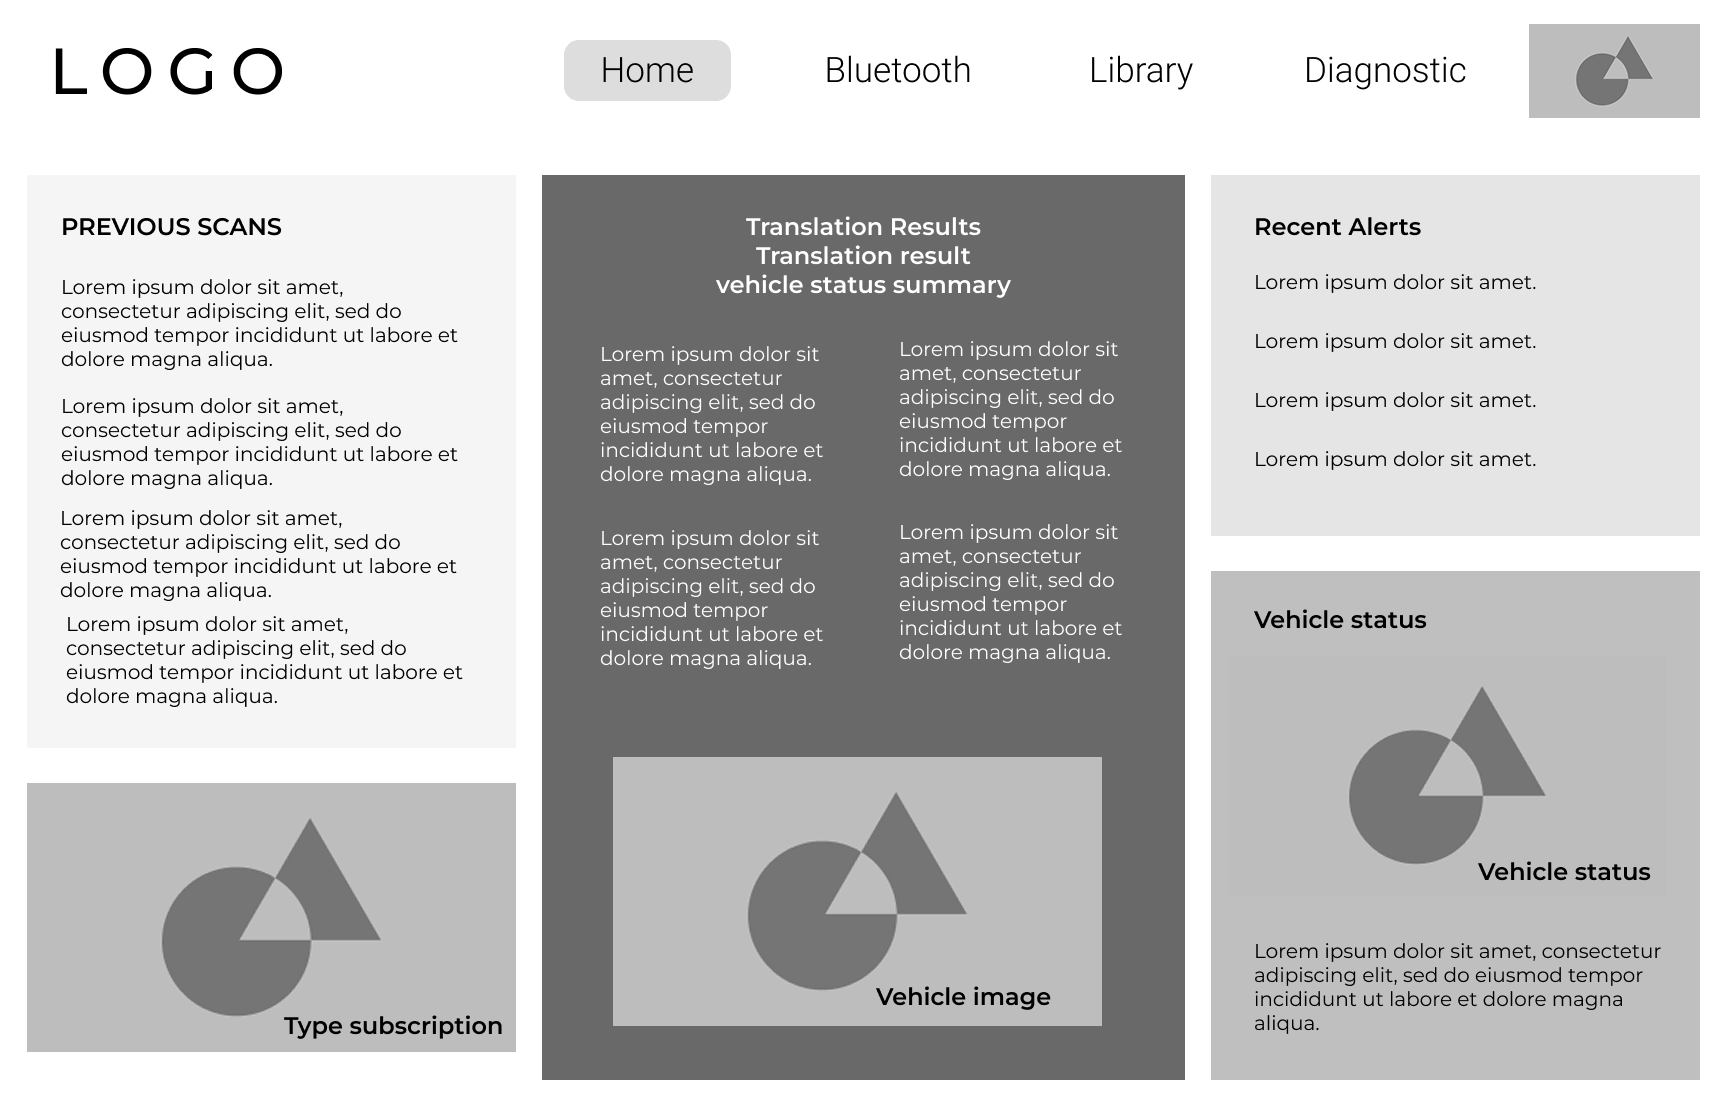 LOGO
Home
Bluetooth
Library
Diagnostic
PREVIOUS SCANS
Lorem ipsum dolor sit amet,
consectetur adipiscing elit, sed do
eiusmod tempor incididunt ut labore et
dolore magna aliqua.
Lorem ipsum dolor sit amet,
consectetur adipiscing elit, sed do
eiusmod tempor incididunt ut labore et
dolore magna aliqua.
Lorem ipsum dolor sit amet,
consectetur adipiscing elit, sed do
eiusmod tempor incididunt ut labore et
dolore magna aliqua.
Lorem ipsum dolor sit amet,
consectetur adipiscing elit, sed do
eiusmod tempor incididunt ut labore et
dolore magna aliqua.
Type subscription
Translation Results
Translation result
vehicle status summary
Lorem ipsum dolor sit
amet, consectetur
adipiscing elit, sed do
eiusmod tempor
incididunt ut labore et
dolore magna aliqua.
Lorem ipsum dolor sit
amet, consectetur
adipiscing elit, sed do
eiusmod tempor
incididunt ut labore et
dolore magna aliqua.
Lorem ipsum dolor sit
amet, consectetur
adipiscing elit, sed do
eiusmod tempor
incididunt ut labore et
dolore magna aliqua.
Lorem ipsum dolor sit
amet, consectetur
adipiscing elit, sed do
eiusmod tempor
incididunt ut labore et
dolore magna aliqua.
Vehicle image
Recent Alerts
Lorem ipsum dolor sit amet.
Lorem ipsum dolor sit amet.
Lorem ipsum dolor sit amet.
Lorem ipsum dolor sit amet.
Vehicle status
Vehicle status
Lorem ipsum dolor sit amet, consectetur
adipiscing elit, sed do eiusmod tempor
incididunt ut labore et dolore magna
aliqua.